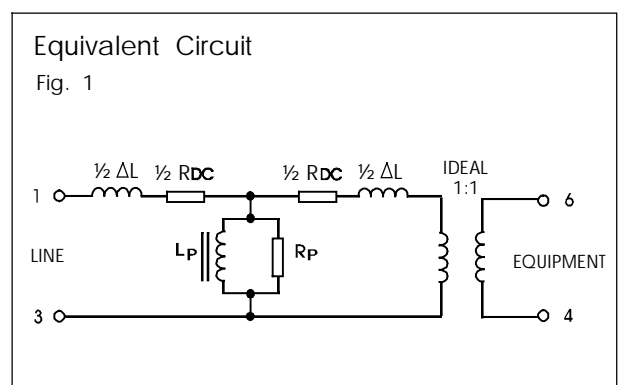 Equivalent Circuit
Fig. 1
½ ΔL ½ RDC ½ RDC ½ ΔL IDEAL
1:1
1 6
LP RP
LINE EQUIPMENT
3 4